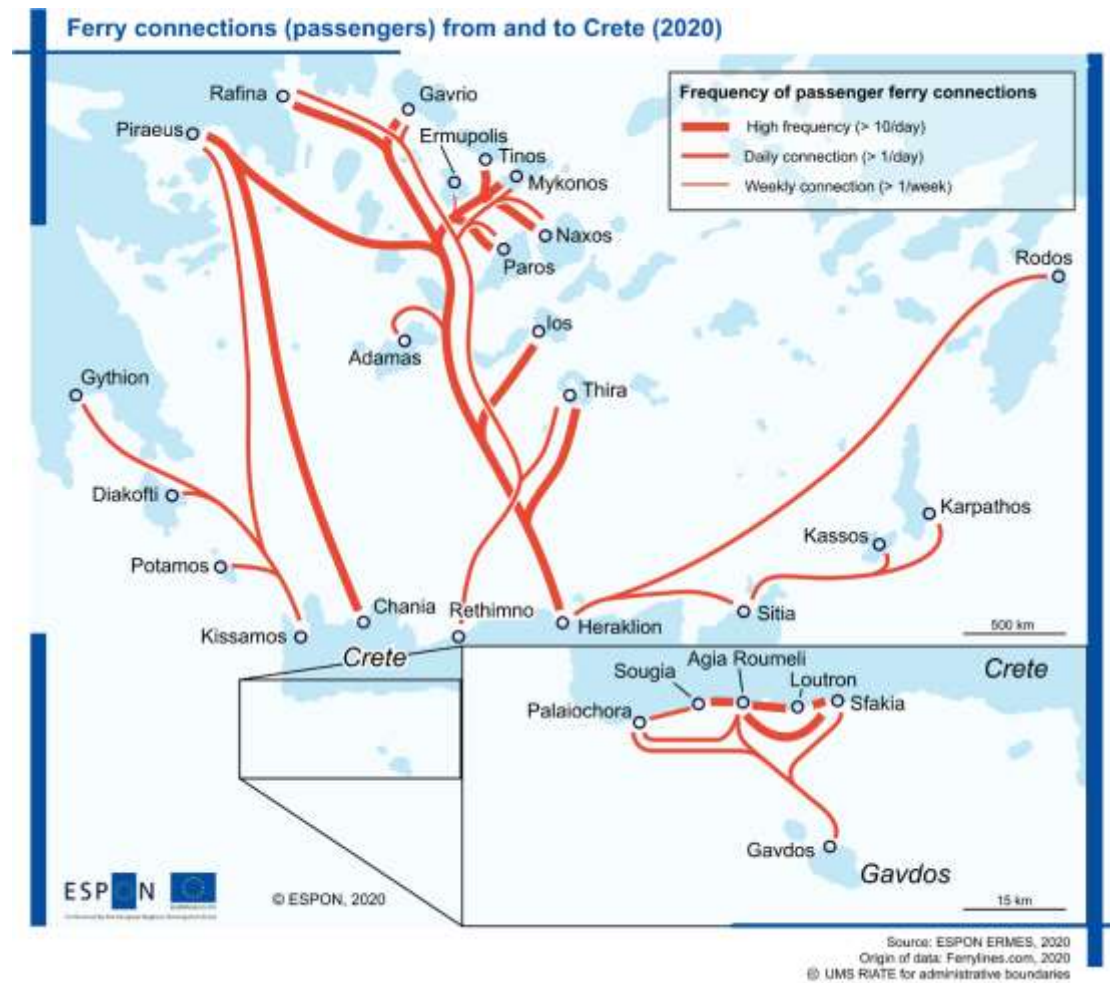 Ferry connections (passengers) from and to Crete (2020)
Frequency of passenger ferry connections
High frequency (> 10/day)
Daily connection (> 1/day)
Weekly connection (> 1/week)
Rafina
Gavrio
Piraeus
Ermupolis
Tinos
Mykonos
Naxos
Paros
Rodos
Ios
Adamas
Gythion
Thira
Diakofti
Karpathos
Kassos
Potamos
Chania
Rethimno
Sitia
Kissamos
Heraklion
500 km
Crete
Agia Roumeli
Crete
Sougia
Loutron
Palaiochora
Sfakia
Gavdos
Gavdos
15 km
ESPON
© ESPON, 2020
Source: ESPON ERMES, 2020
Origin of data: Ferrylines.com, 2020
© UMS RIATE for administrative boundaries